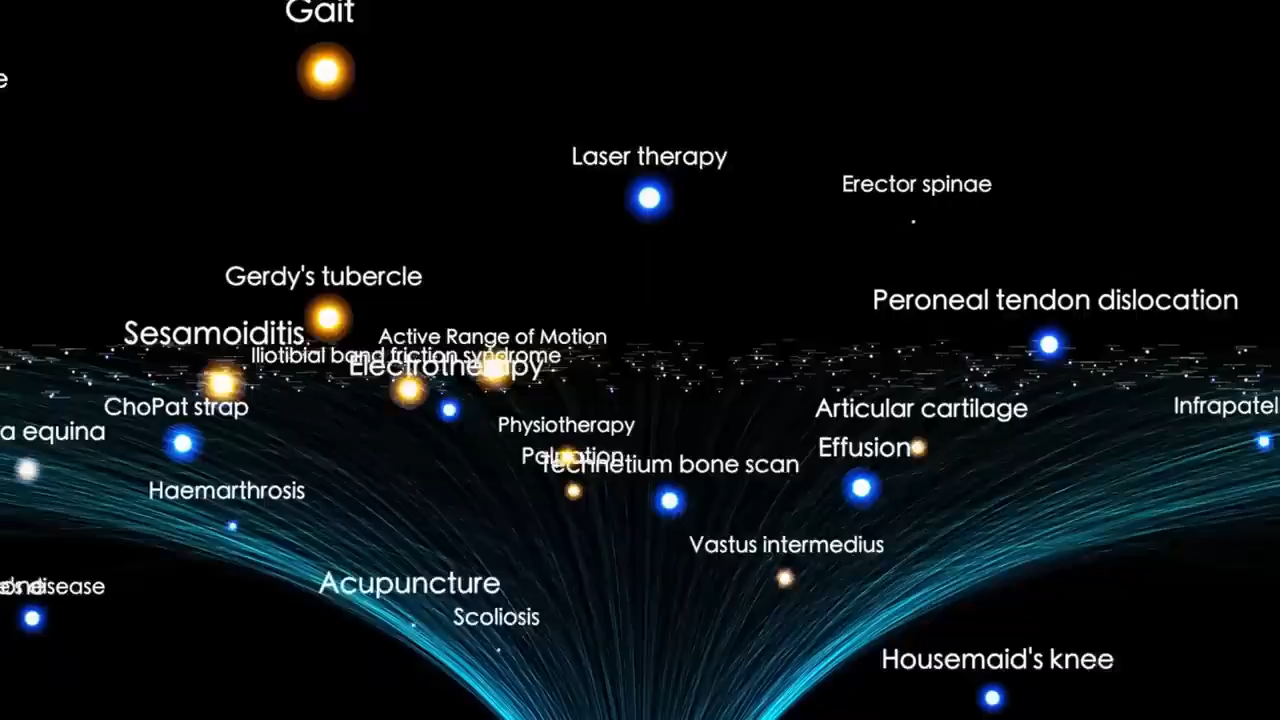 Gait
e
Laser therapy
Erector spinae
Gerdy's tubercle
Peroneal tendon dislocation
Sesamoiditis
Active Range of Motion
Iliotibial band friction syndrome
Electrotherapy
ChoPat strap
Articular cartilage
Infrapatel
a equina
Physiotherapy
Effusion
Palpation
Technetium bone scan
Haemarthrosis
Vastus intermedius
Acupuncture
disease
Scoliosis
Housemaid's knee